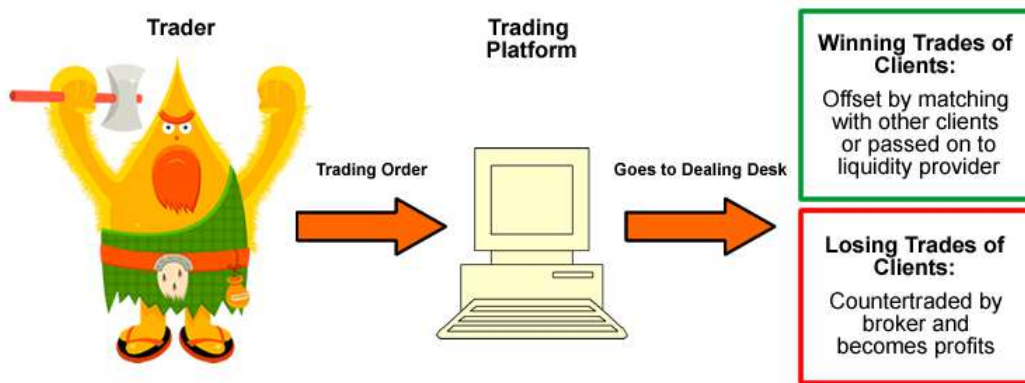 Trader
Trading
Platform
Trading Order
Goes to Dealing Desk
Winning Trades of
Clients:
Offset by matching
with other clients
or passed on to
liquidity provider
Losing Trades of
Clients:
Countertraded by
broker and
becomes profits